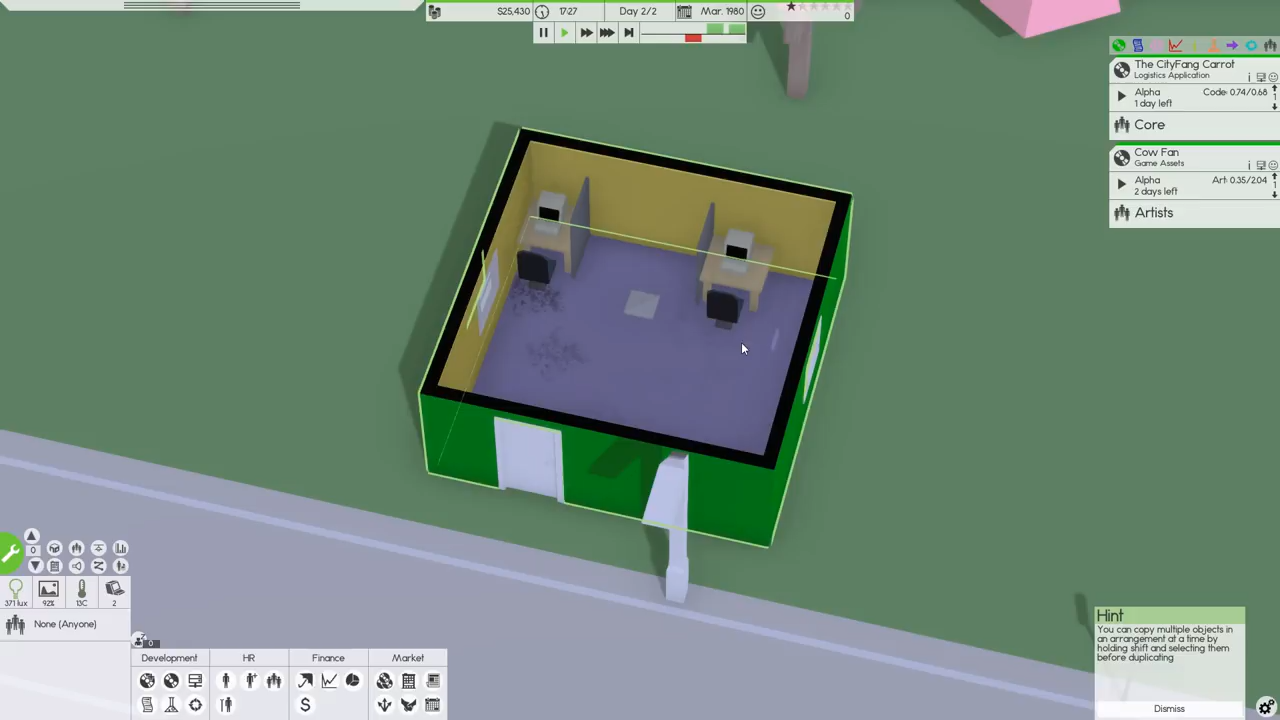 $25,430
17:27
Day 2/2
Mar. 1980
0
The CityFang Carrot
Logistics Application
Alpha
Code: 0.74/0.68
1 day left
1
Core
Cow Fan
Game Assets
Alpha
Art: 0.35/2.04
2 days left
1
Artists
0
371 lux
92%
13C
2
None (Anyone)
0
Development
HR
Finance
Market
Hint
You can copy multiple objects in
an arrangement at a time by
holding shift and selecting them
before duplicating
Dismiss